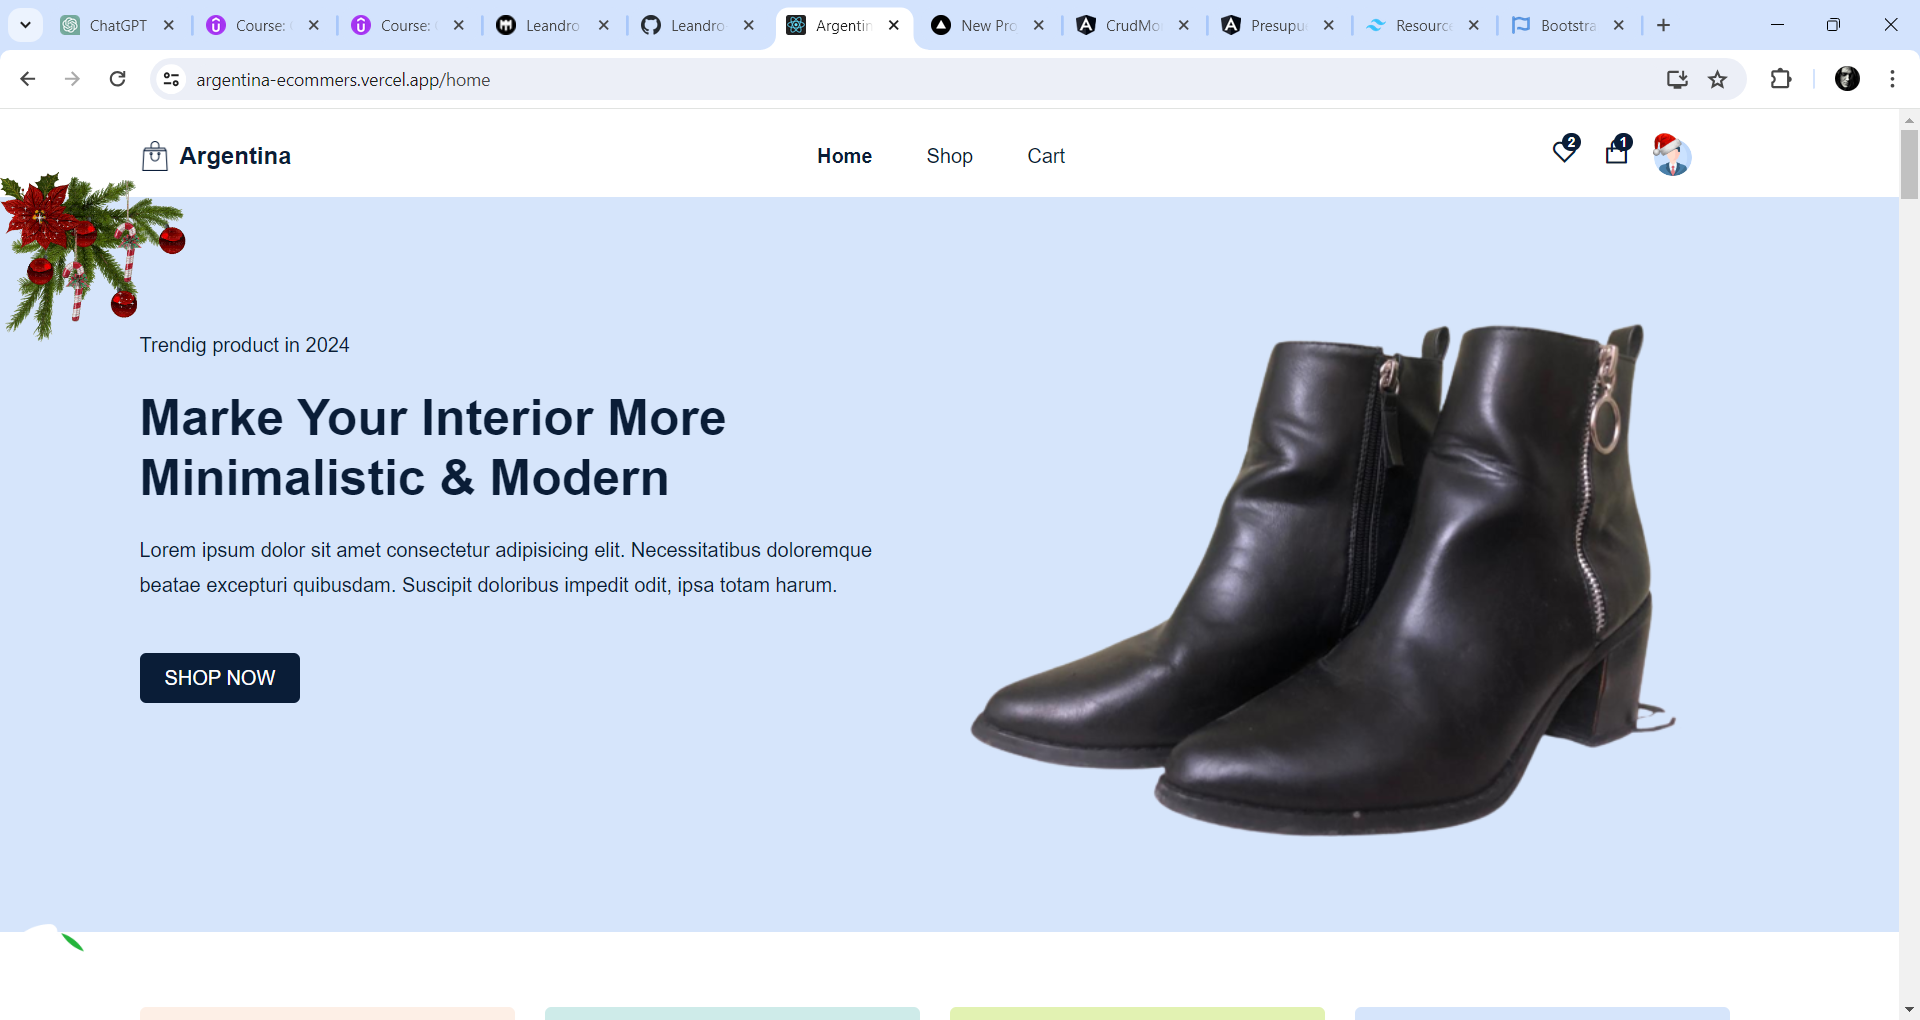 ChatGPT
Course:
Course:
Leandro
Leandro
Argentin
New Pro
CrudMo
Presupu
Resource
Bootstra
argentina-ecommers.vercel.app/home
Argentina
Home
Shop
Cart
2
1
Trendig product in 2024
Marke Your Interior More
Minimalistic & Modern
Lorem ipsum dolor sit amet consectetur adipisicing elit. Necessitatibus doloremque
beatae excepturi quibusdam. Suscipit doloribus impedit odit, ipsa totam harum.
SHOP NOW